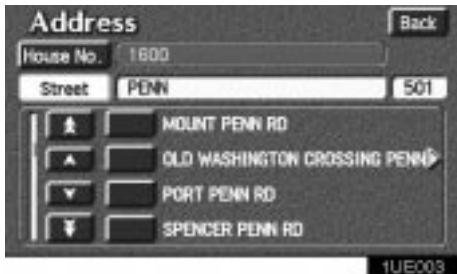 Address Back
House No. 1600
Street PENN 501
MOUNT PENN RD
OLD WASHINGTON CROSSING PENN
PORT PENN RD
SPENCER PENN RD
1UE003